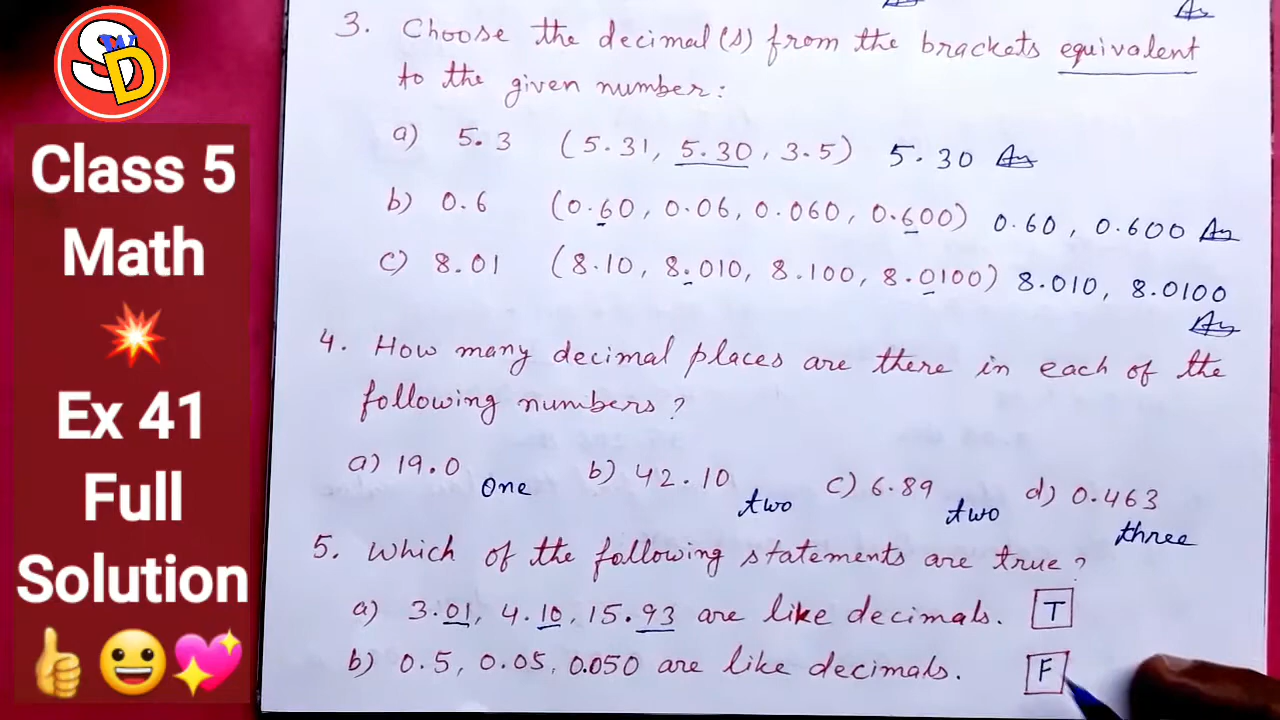 SWD
Class 5
Math
Ex 41
Full
Solution
3. Choose the decimal(s) from the brackets equivalent
to the given number:
a) 5.3 (5.31, 5.30, 3.5) 5.30 Ans
b) 0.6 (0.60, 0.06, 0.060, 0.600) 0.60, 0.600 Ans
c) 8.01 (8.10, 8.010, 8.100, 8.0100) 8.010, 8.0100
Ans
4. How many decimal places are there in each of the
following numbers?
a) 19.0 One b) 42.10 two c) 6.89 two d) 0.463 three
5. Which of the following statements are true?
a) 3.01, 4.10, 15.93 are like decimals. T
b) 0.5, 0.05, 0.050 are like decimals. F